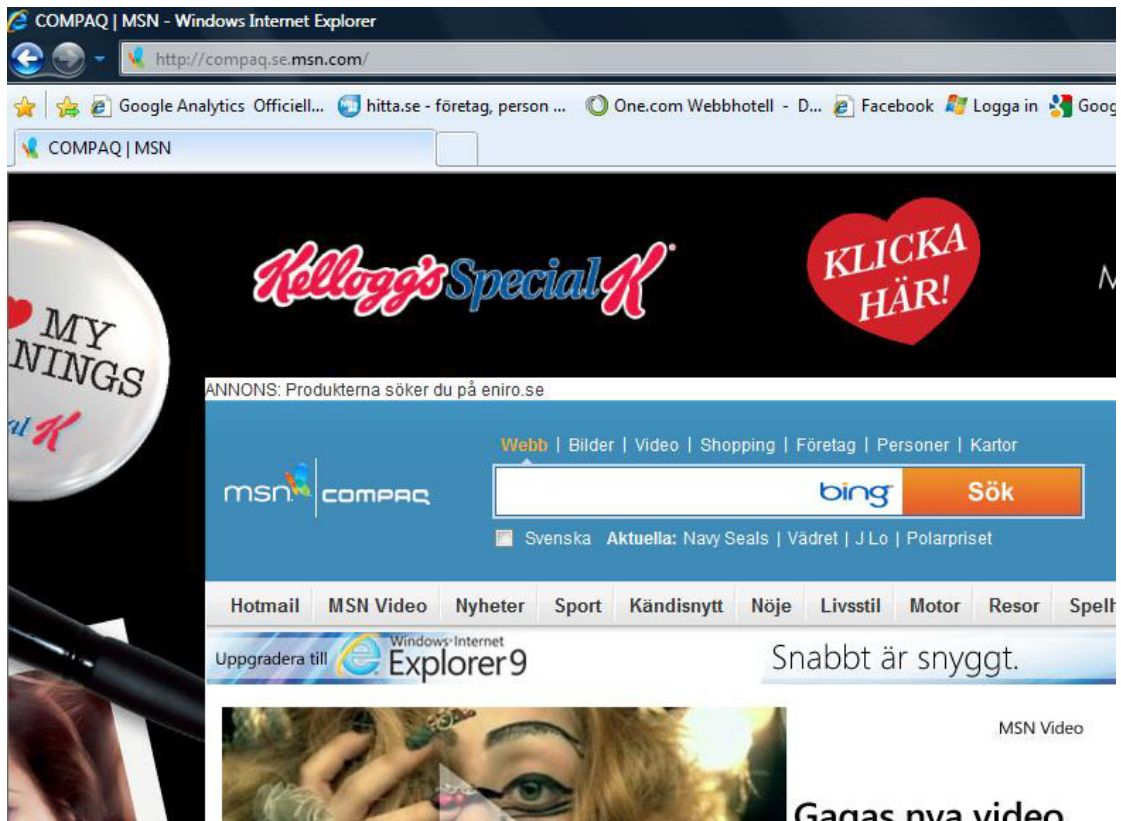 COMPAQ | MSN - Windows Internet Explorer
http://compaq.se.msn.com/
Google Analytics Officiell... hitta.se - företag, person ... One.com Webbhotell - D... Facebook Logga in Goog
COMPAQ | MSN
Kellogg's Special K
KLICKA
HÄR!
MY
NINGS
al K
ANNONS: Produkterna söker du på eniro.se
Webb | Bilder | Video | Shopping | Företag | Personer | Kartor
msn COMPAQ bing Sök
Svenska Aktuella: Navy Seals | Vädret | J Lo | Polarpriset
Hotmail MSN Video Nyheter Sport Kändisnytt Nöje Livsstil Motor Resor Spelh
Uppgradera till Windows Internet Explorer 9 Snabbt är snyggt.
MSN Video
Gagas nya video